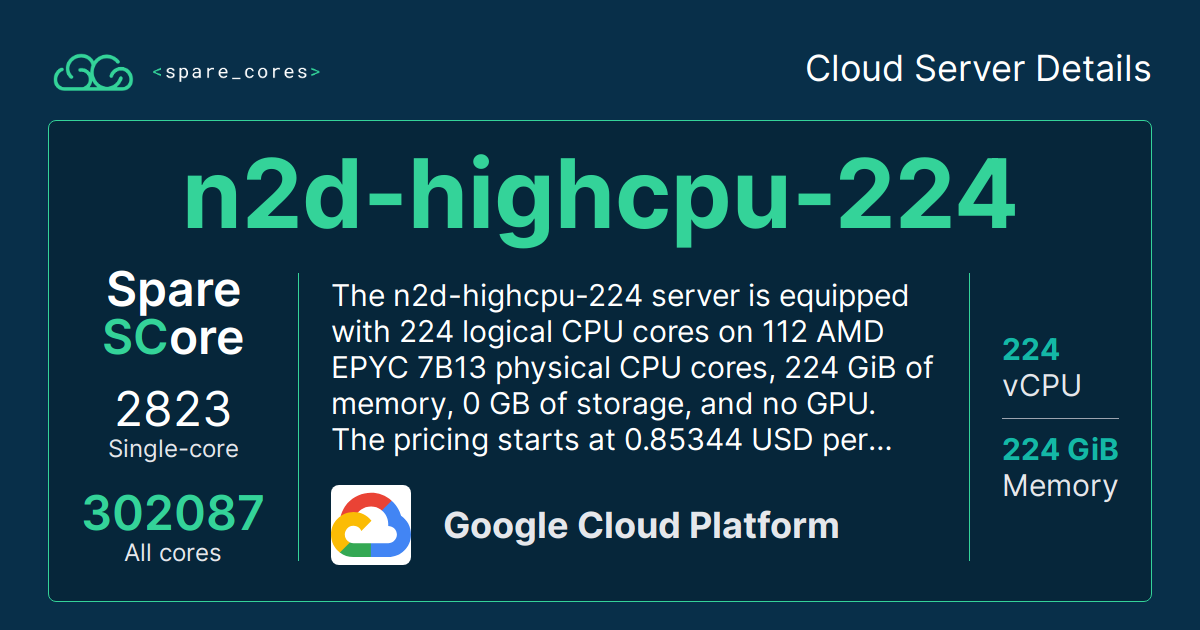 <spare_cores>
Cloud Server Details
n2d-highcpu-224
Spare
SCore
2823
Single-core
302087
All cores
The n2d-highcpu-224 server is equipped
with 224 logical CPU cores on 112 AMD
EPYC 7B13 physical CPU cores, 224 GiB of
memory, 0 GB of storage, and no GPU.
The pricing starts at 0.85344 USD per...
Google Cloud Platform
224
vCPU
224 GiB
Memory